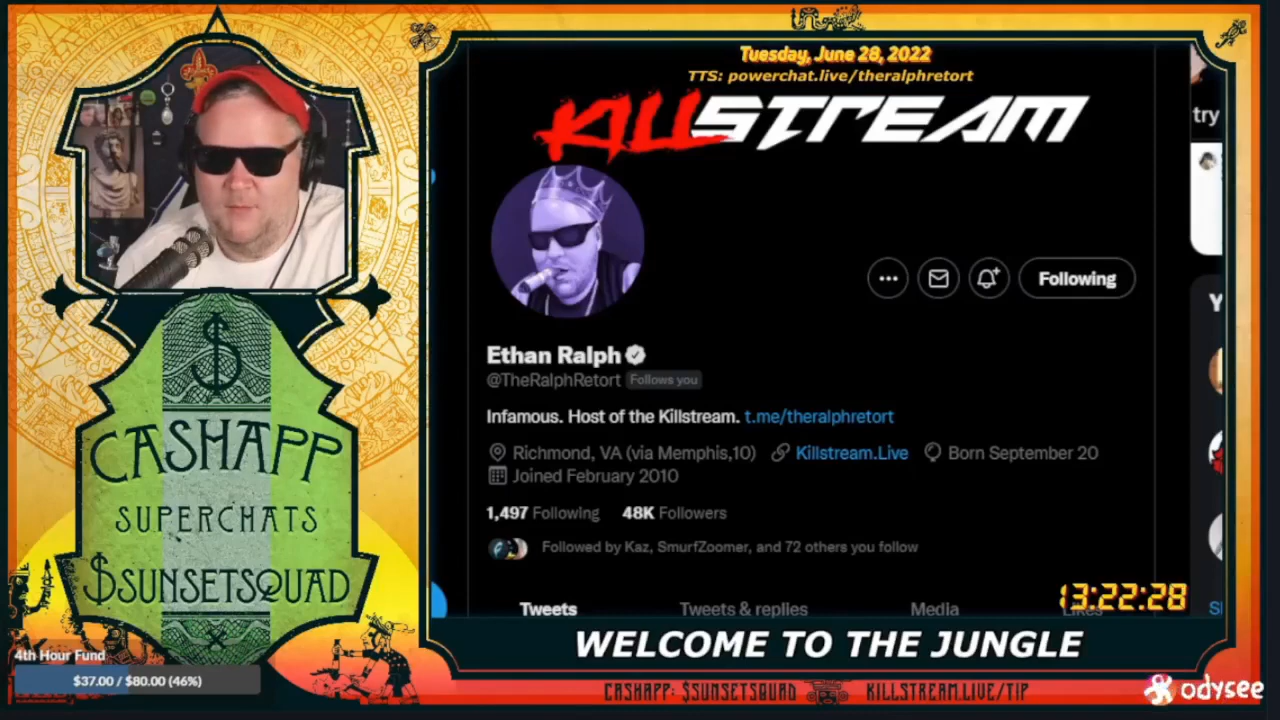 Tuesday, June 28, 2022
TTS: powerchat.live/theralphretort
KILLSTREAM
try
Following
Ethan Ralph
@TheRalphRetort Follows you
Infamous. Host of the Killstream. t.me/theralphretort
Richmond, VA (via Memphis,10) Killstream.Live Born September 20
Joined February 2010
1,497 Following 48K Followers
Followed by Kaz, SmurfZoomer, and 72 others you follow
Tweets Tweets & replies Media Likes
13:22:28
WELCOME TO THE JUNGLE
CASHAPP: $SUNSETSQUAD KILLSTREAM.LIVE/TIP
odysee
$
CASHAPP
SUPERCHATS
$SUNSETSQUAD
4th Hour Fund
$37.00 / $80.00 (46%)